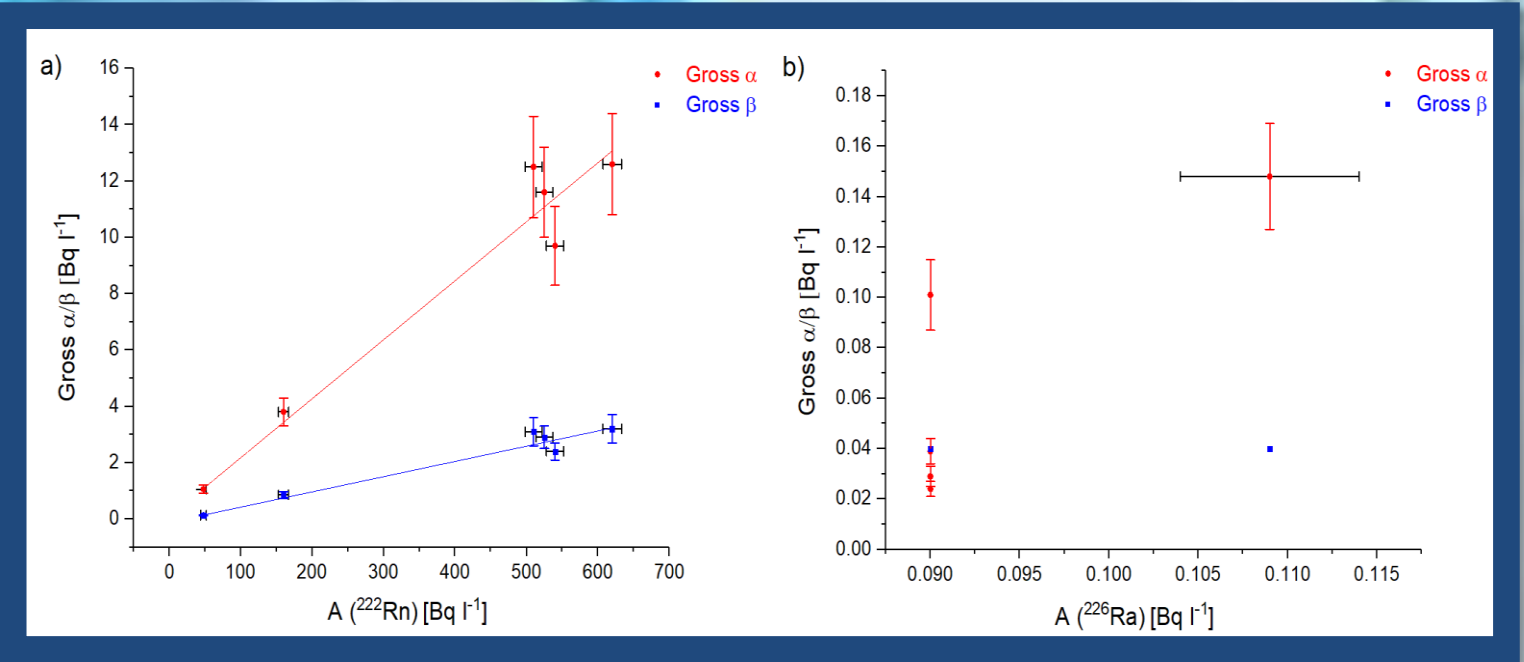 a)
Gross α
Gross β
16
14
12
10
8
6
4
2
0
Gross α/β [Bq l⁻¹]
0 100 200 300 400 500 600 700
A (²²²Rn) [Bq l⁻¹]
b)
Gross α
Gross β
0.18
0.16
0.14
0.12
0.10
0.08
0.06
0.04
0.02
0.00
Gross α/β [Bq l⁻¹]
0.090 0.095 0.100 0.105 0.110 0.115
A (²²⁶Ra) [Bq l⁻¹]